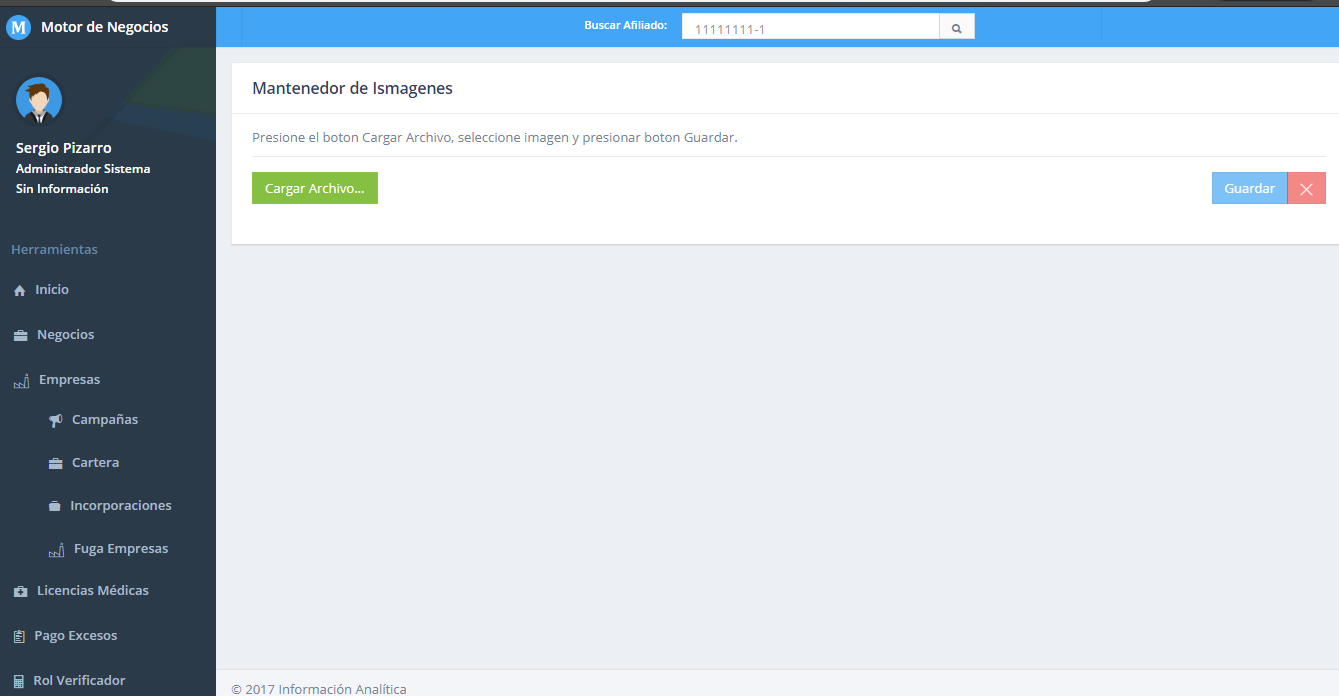 M Motor de Negocios
Buscar Afiliado: 11111111-1
Sergio Pizarro
Administrador Sistema
Sin Información
Herramientas
Inicio
Negocios
Empresas
Campañas
Cartera
Incorporaciones
Fuga Empresas
Licencias Médicas
Pago Excesos
Rol Verificador
Mantenedor de Ismagenes
Presione el boton Cargar Archivo, seleccione imagen y presionar boton Guardar.
Cargar Archivo... Guardar
© 2017 Información Analítica